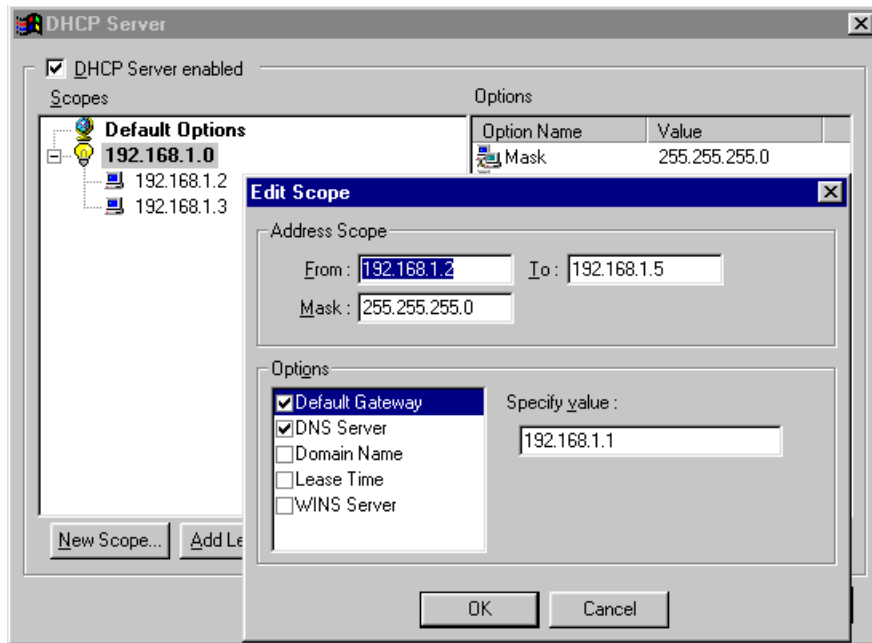 DHCP Server
DHCP Server enabled
Scopes
Options
Default Options
192.168.1.0
192.168.1.2
192.168.1.3
Option Name Value
Mask 255.255.255.0
Edit Scope
Address Scope
From : 192.168.1.2 To : 192.168.1.5
Mask : 255.255.255.0
Options
Default Gateway
DNS Server
Domain Name
Lease Time
WINS Server
Specify value :
192.168.1.1
New Scope... Add Le
OK Cancel